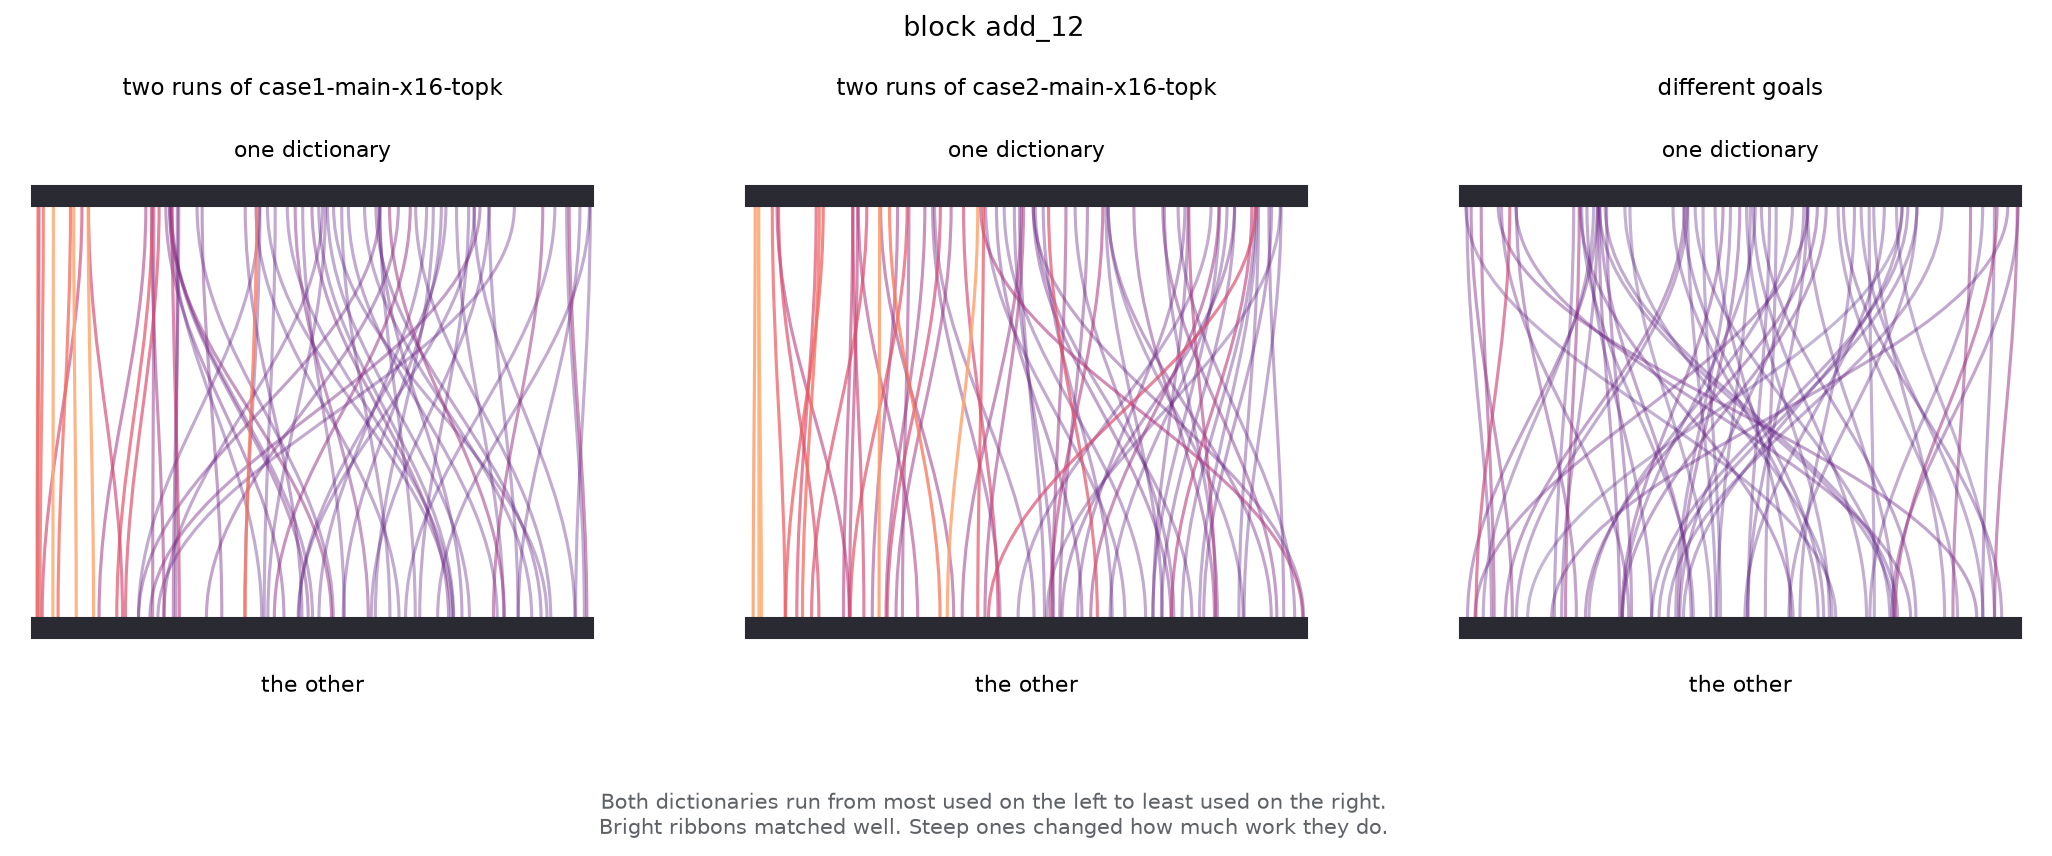 block add_12
two runs of case1-main-x16-topk
two runs of case2-main-x16-topk
different goals
one dictionary
one dictionary
one dictionary
the other
the other
the other
Both dictionaries run from most used on the left to least used on the right.
Bright ribbons matched well. Steep ones changed how much work they do.